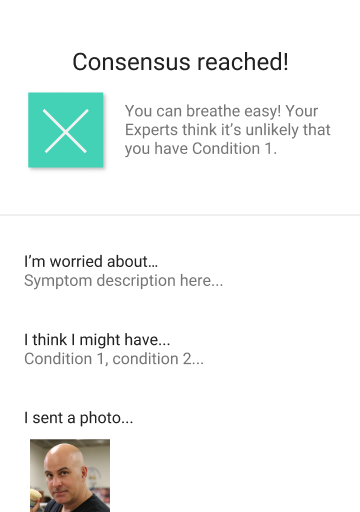 Consensus reached!
You can breathe easy! Your
Experts think it’s unlikely that
you have Condition 1.
I’m worried about…
Symptom description here...
I think I might have...
Condition 1, condition 2...
I sent a photo...